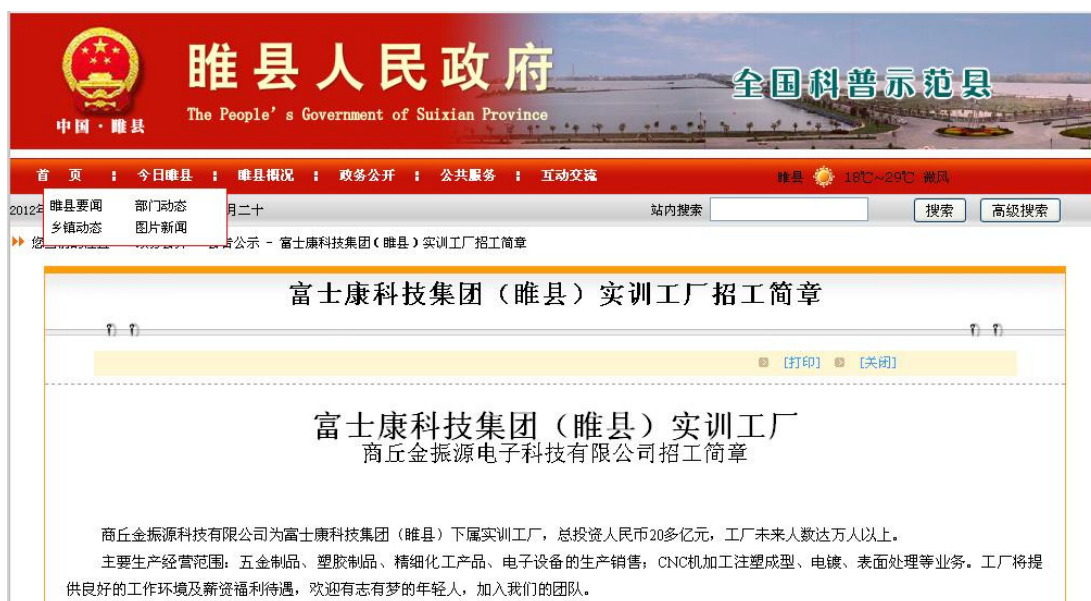 睢县人民政府
The People's Government of Suixian Province
中国·睢县
全国科普示范县
首 页 ： 今日睢县 ： 睢县概况 ： 政务公开 ： 公共服务 ： 互动交流
睢县 18℃~29℃ 微风
睢县要闻 部门动态
乡镇动态 图片新闻
2012年 月二十
站内搜索 搜索 高级搜索
公示 - 富士康科技集团(睢县)实训工厂招工简章
富士康科技集团（睢县）实训工厂招工简章
[打印] [关闭]
富士康科技集团（睢县）实训工厂
商丘金振源电子科技有限公司招工简章
商丘金振源科技有限公司为富士康科技集团（睢县）下属实训工厂，总投资人民币20多亿元，工厂未来人数达万人以上。
主要生产经营范围：五金制品、塑胶制品、精细化工产品、电子设备的生产销售；CNC机加工注塑成型、电镀、表面处理等业务。工厂将提
供良好的工作环境及薪资福利待遇，欢迎有志有梦的年轻人，加入我们的团队。